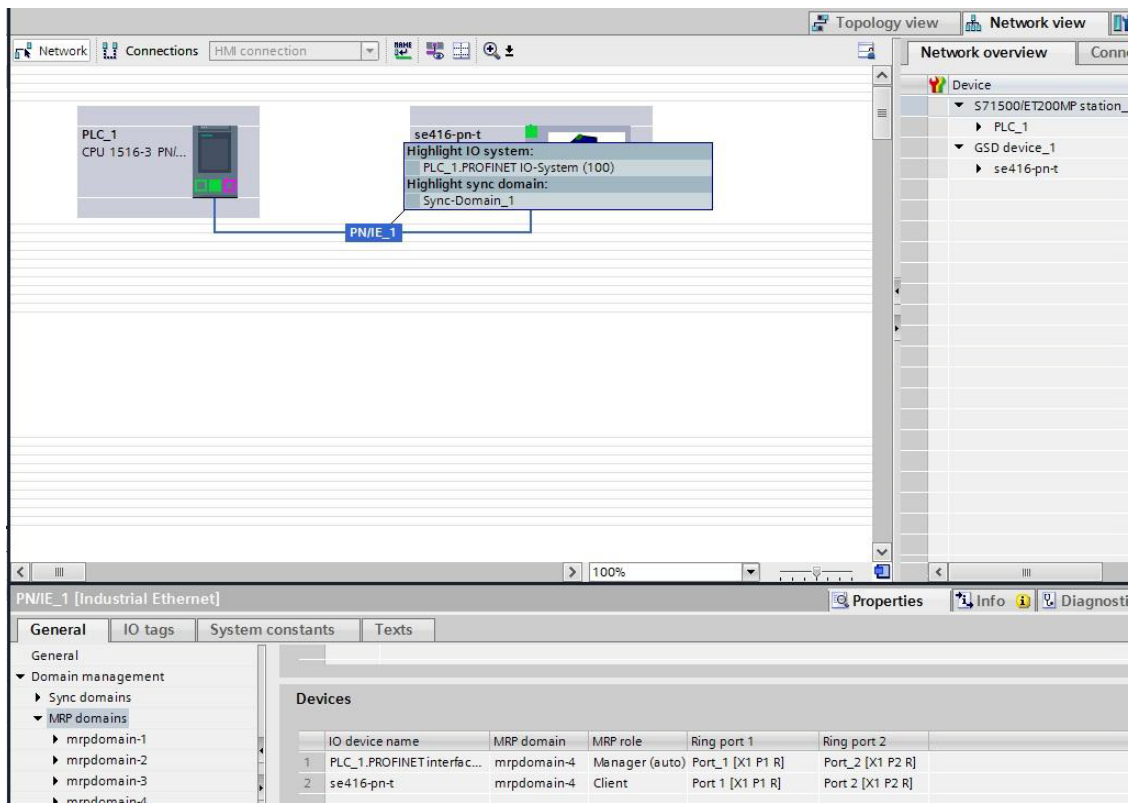 Topology view Network view
Network Connections HMI connection
Network overview Conn
PLC_1
CPU 1516-3 PN/...
se416-pn-t
Highlight IO system:
PLC_1.PROFINET IO-System (100)
Highlight sync domain:
Sync-Domain_1
PN/IE_1
Device
S71500/ET200MP station_
PLC_1
GSD device_1
se416-pn-t
100%
PN/IE_1 [Industrial Ethernet]
Properties Info Diagnosti
General IO tags System constants Texts
General
Domain management
Sync domains
MRP domains
mrpdomain-1
mrpdomain-2
mrpdomain-3
mrpdomain-4
Devices
IO device name MRP domain MRP role Ring port 1 Ring port 2
1 PLC_1.PROFINET interfac... mrpdomain-4 Manager (auto) Port_1 [X1 P1 R] Port_2 [X1 P2 R]
2 se416-pn-t mrpdomain-4 Client Port 1 [X1 P1 R] Port 2 [X1 P2 R]